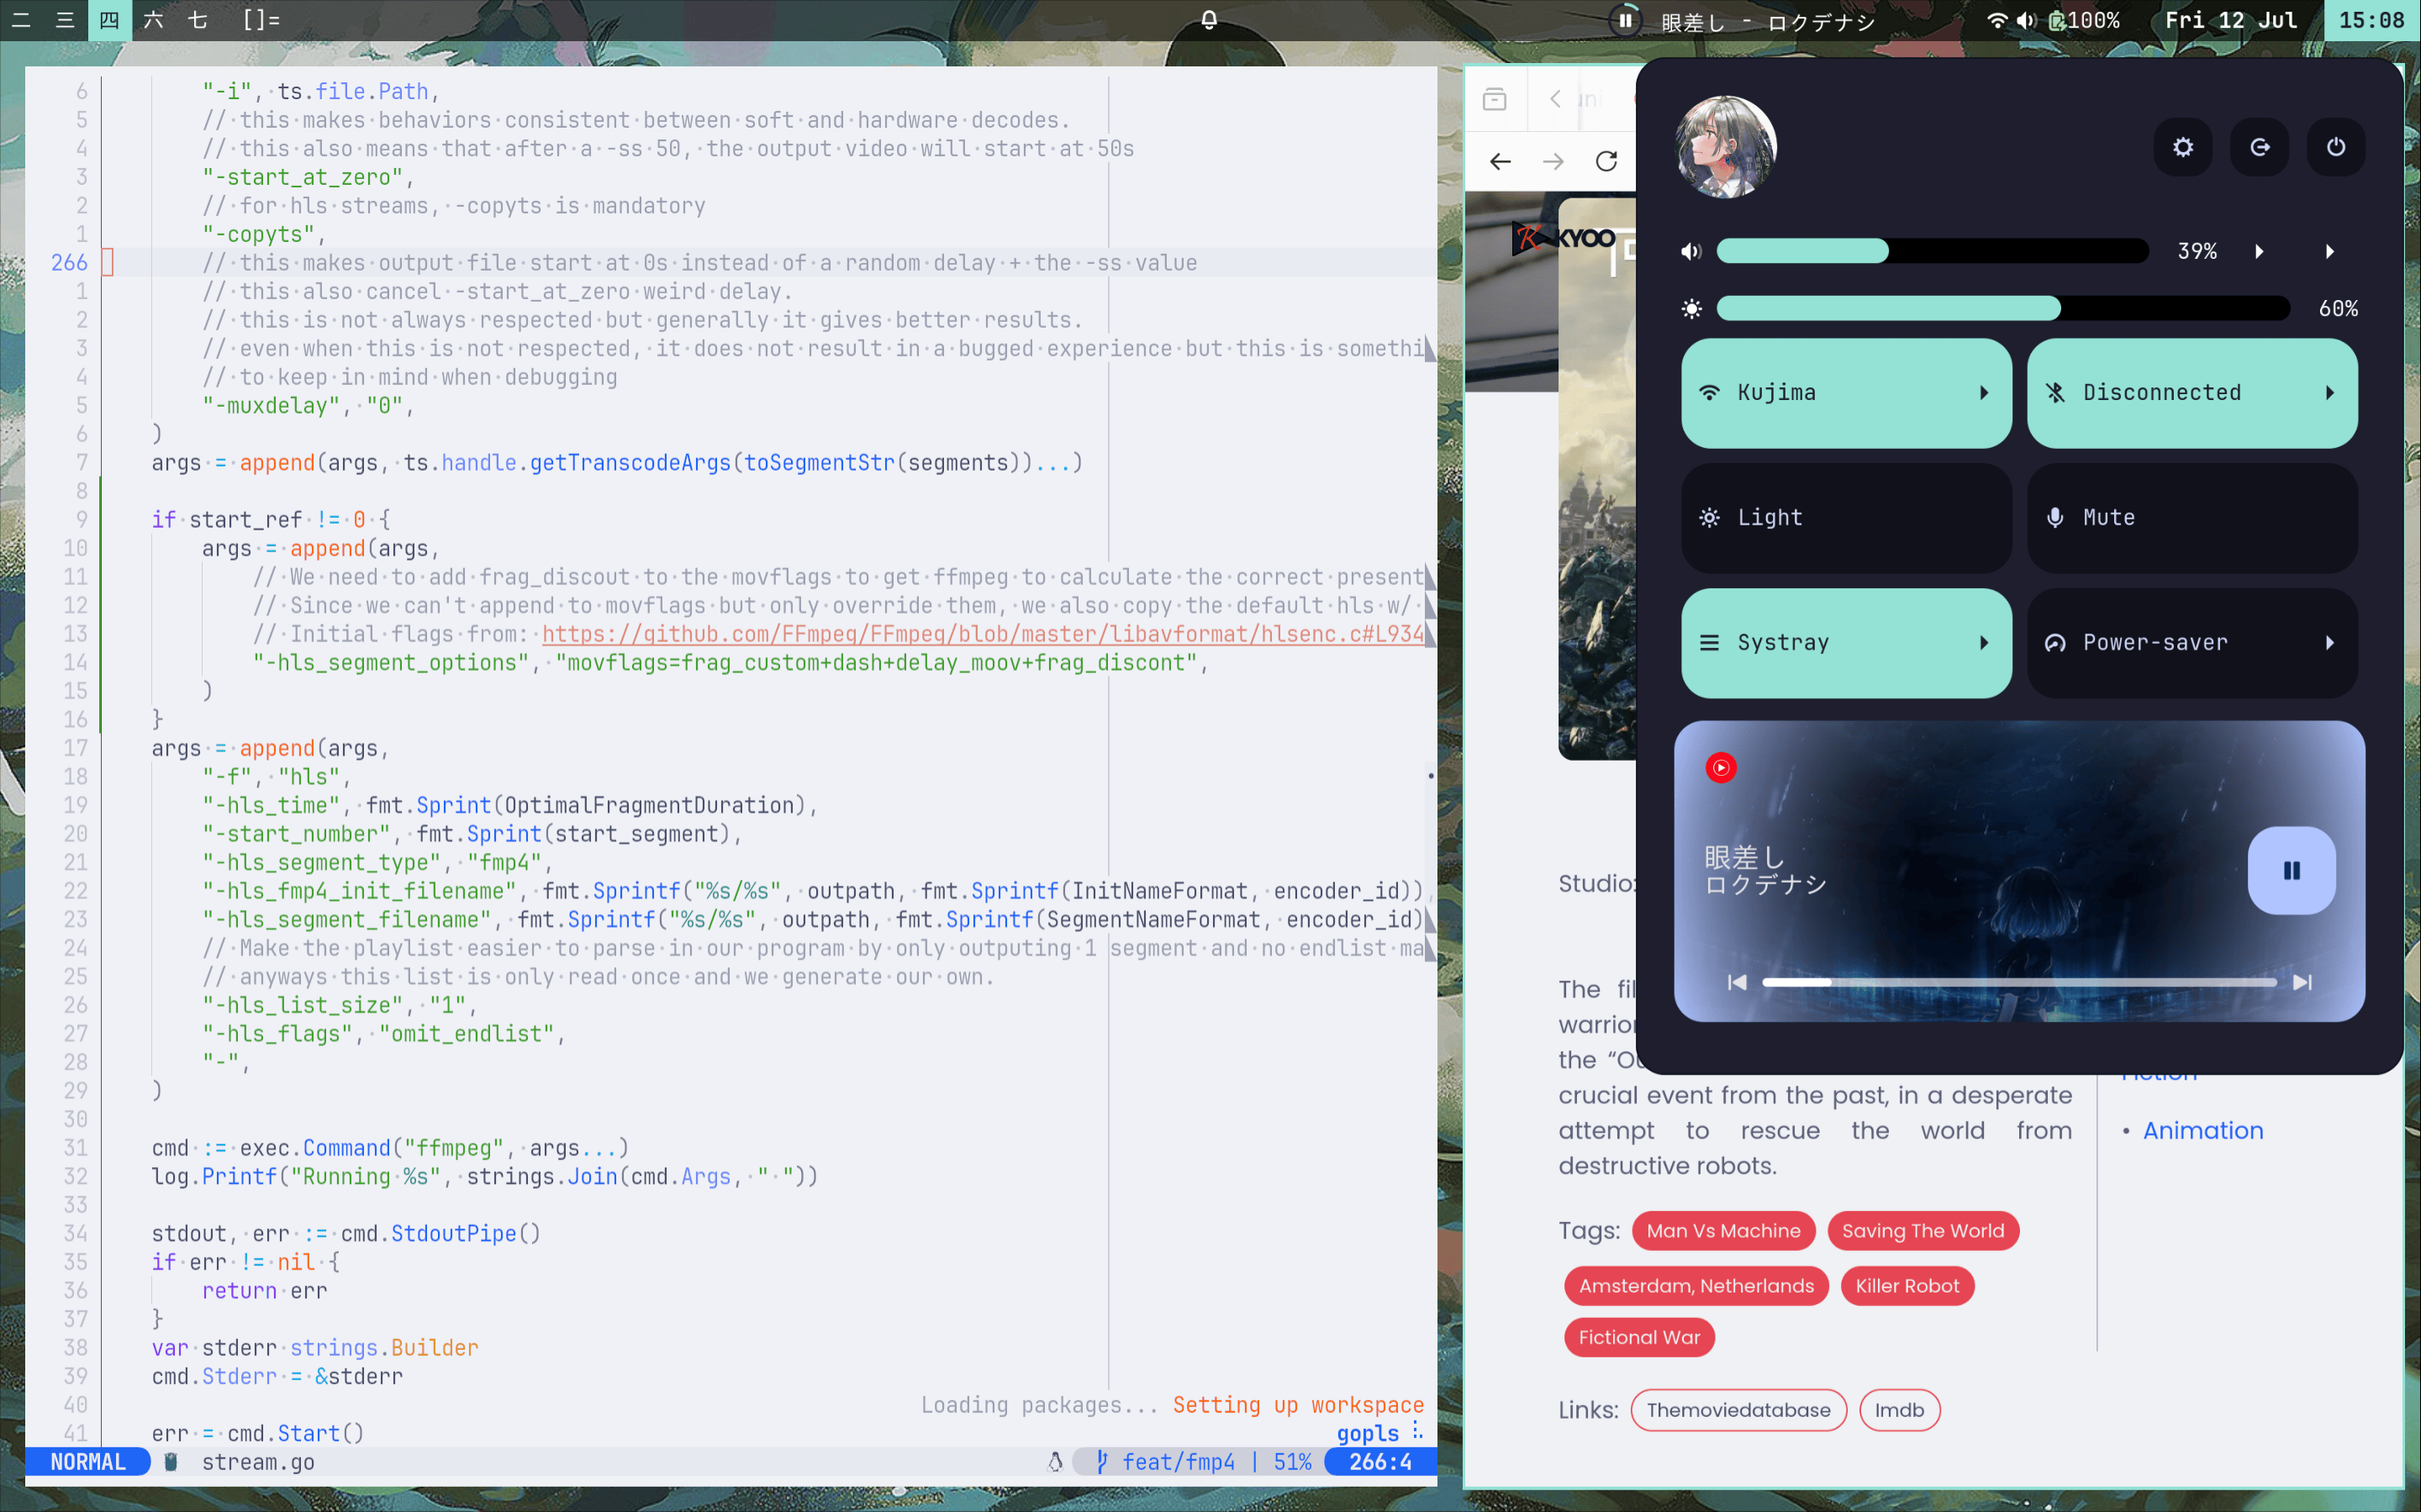 二 三 四 六 七 []=
眼差し - ロクデナシ
100% Fri 12 Jul 15:08
6 "-i", ts.file.Path,
5 // this makes behaviors consistent between soft and hardware decodes.
4 // this also means that after a -ss 50, the output video will start at 50s
3 "-start_at_zero",
2 // for hls streams, -copyts is mandatory
1 "-copyts",
266 // this makes output file start at 0s instead of a random delay + the -ss value
1 // this also cancel -start_at_zero weird delay.
2 // this is not always respected but generally it gives better results.
3 // even when this is not respected, it does not result in a bugged experience but this is somethi
4 // to keep in mind when debugging
5 "-muxdelay", "0",
6 )
7 args = append(args, ts.handle.getTranscodeArgs(toSegmentStr(segments))...)
8
9 if start_ref != 0 {
10 args = append(args,
11 // We need to add frag_discout to the movflags to get ffmpeg to calculate the correct present
12 // Since we can't append to movflags but only override them, we also copy the default hls w/
13 // Initial flags from: https://github.com/FFmpeg/FFmpeg/blob/master/libavformat/hlsenc.c#L934
14 "-hls_segment_options", "movflags=frag_custom+dash+delay_moov+frag_discont",
15 )
16 }
17 args = append(args,
18 "-f", "hls",
19 "-hls_time", fmt.Sprint(OptimalFragmentDuration),
20 "-start_number", fmt.Sprint(start_segment),
21 "-hls_segment_type", "fmp4",
22 "-hls_fmp4_init_filename", fmt.Sprintf("%s/%s", outpath, fmt.Sprintf(InitNameFormat, encoder_id)),
23 "-hls_segment_filename", fmt.Sprintf("%s/%s", outpath, fmt.Sprintf(SegmentNameFormat, encoder_id)
24 // Make the playlist easier to parse in our program by only outputing 1 segment and no endlist ma
25 // anyways this list is only read once and we generate our own.
26 "-hls_list_size", "1",
27 "-hls_flags", "omit_endlist",
28 "-",
29 )
30
31 cmd := exec.Command("ffmpeg", args...)
32 log.Printf("Running %s", strings.Join(cmd.Args, " "))
33
34 stdout, err := cmd.StdoutPipe()
35 if err != nil {
36 return err
37 }
38 var stderr strings.Builder
39 cmd.Stderr = &stderr
40
Loading packages... Setting up workspace
41 err = cmd.Start()
gopls
NORMAL stream.go feat/fmp4 | 51% 266:4
KYOO
39%
60%
Kujima
Disconnected
Light
Mute
Systray
Power-saver
眼差し
ロクデナシ
Studio:
The fil
warrior
the “Ou
crucial event from the past, in a desperate
attempt to rescue the world from
destructive robots.
Fiction
• Animation
Tags: Man Vs Machine Saving The World
Amsterdam, Netherlands Killer Robot
Fictional War
Links: Themoviedatabase Imdb